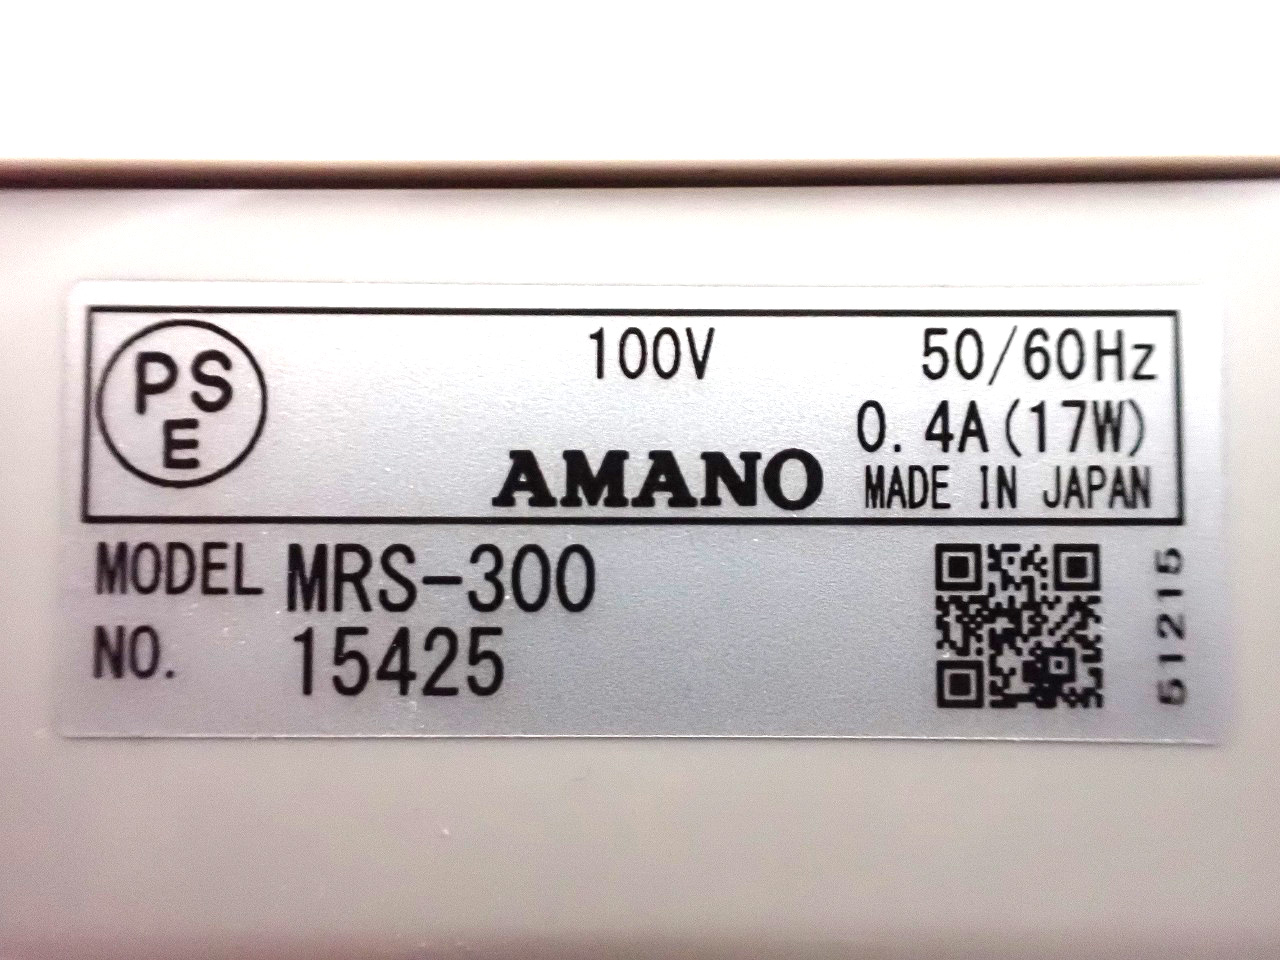 PS
E
100V
50/60Hz
0.4A(17W)
AMANO
MADE IN JAPAN
MODEL MRS-300
NO. 15425
51215